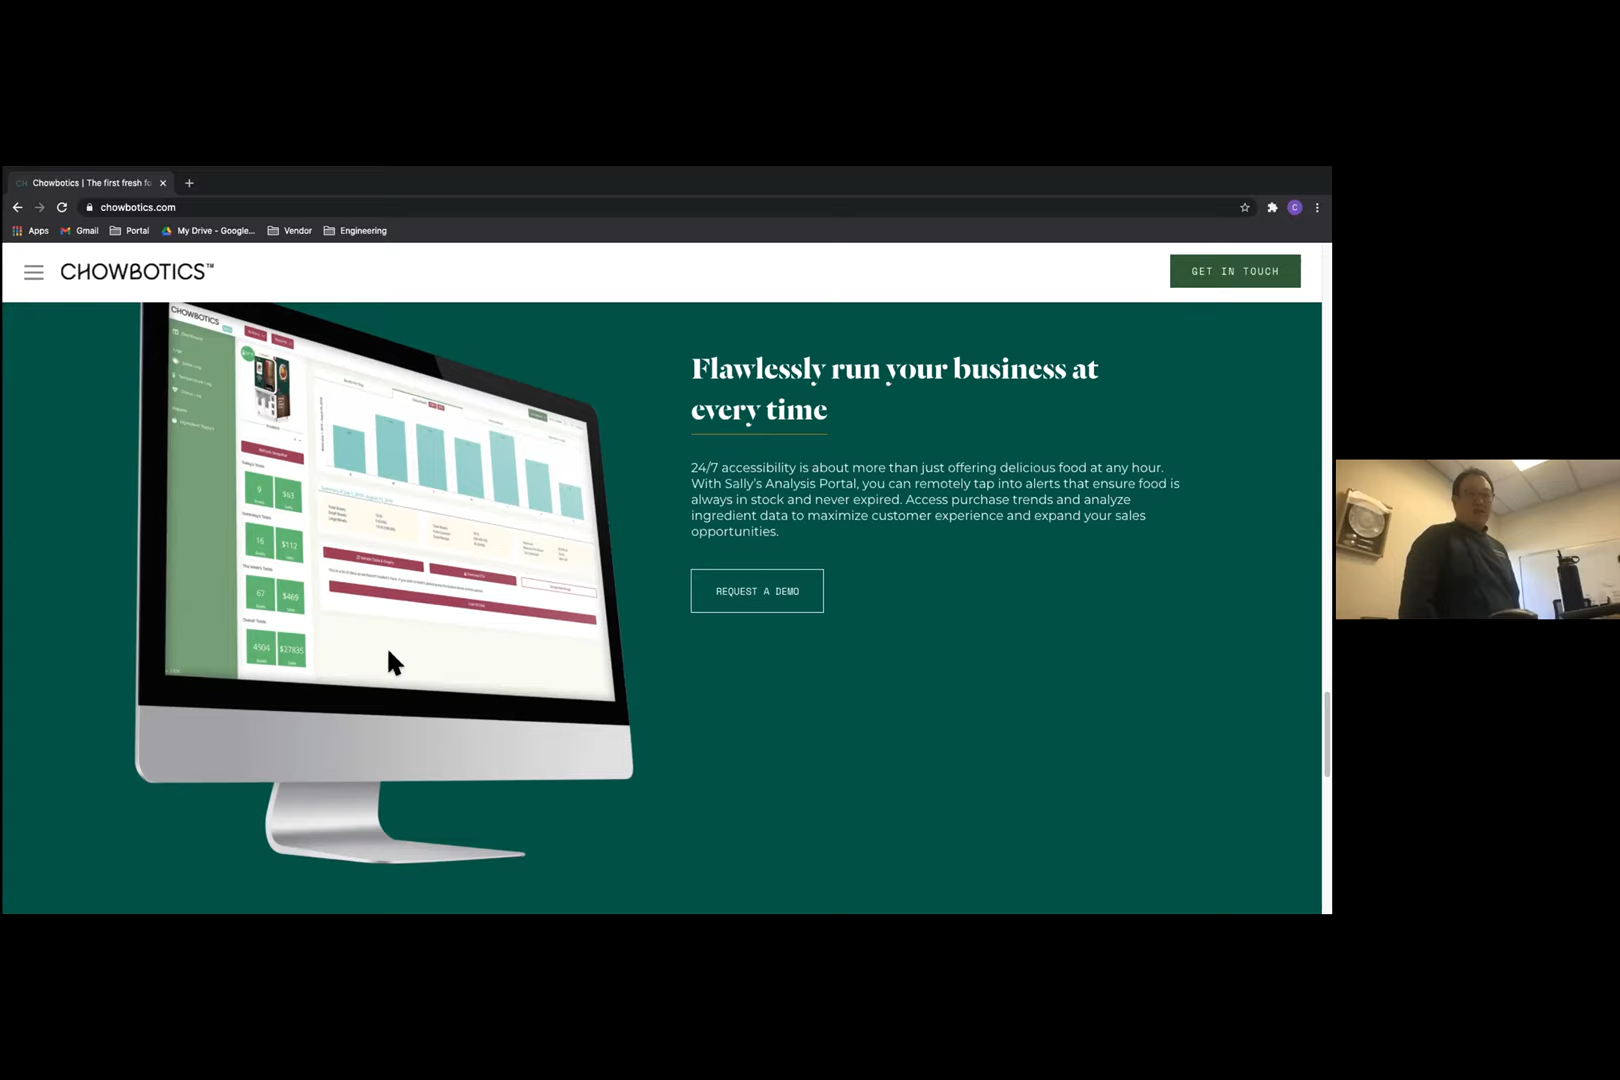 CH Chowbotics | The first fresh fo
chowbotics.com
C
Apps Gmail Portal My Drive - Google... Vendor Engineering
CHOWBOTICS™
GET IN TOUCH
CHOWBOTICS
Dashboard
9 $63
16 $112
67 $469
4504 $27835
Flawlessly run your business at
every time
24/7 accessibility is about more than just offering delicious food at any hour.
With Sally's Analysis Portal, you can remotely tap into alerts that ensure food is
always in stock and never expired. Access purchase trends and analyze
ingredient data to maximize customer experience and expand your sales
opportunities.
REQUEST A DEMO